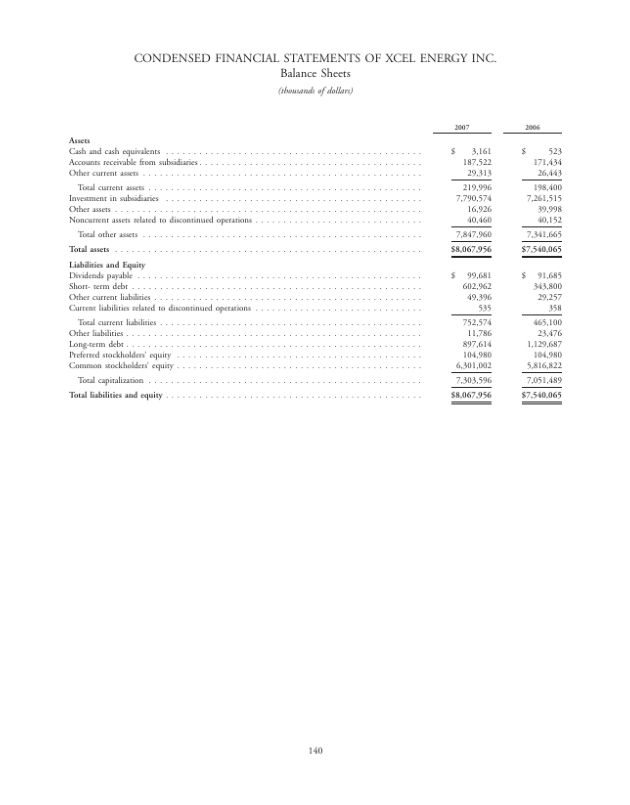 CONDENSED FINANCIAL STATEMENTS OF XCEL ENERGY INC.
Balance Sheets
(thousands of dollars)
2007 2006
Assets
Cash and cash equivalents $ 3,161 $ 523
Accounts receivable from subsidiaries 187,522 171,434
Other current assets 29,313 26,443
Total current assets 219,996 198,400
Investment in subsidiaries 7,790,574 7,261,515
Other assets 16,926 39,998
Noncurrent assets related to discontinued operations 40,460 40,152
Total other assets 7,847,960 7,341,665
Total assets $8,067,956 $7,540,065
Liabilities and Equity
Dividends payable $ 99,681 $ 91,685
Short- term debt 602,962 343,800
Other current liabilities 49,396 29,257
Current liabilities related to discontinued operations 535 358
Total current liabilities 752,574 465,100
Other liabilities 11,786 23,476
Long-term debt 897,614 1,129,687
Preferred stockholders' equity 104,980 104,980
Common stockholders' equity 6,301,002 5,816,822
Total capitalization 7,303,596 7,051,489
Total liabilities and equity $8,067,956 $7,540,065
140